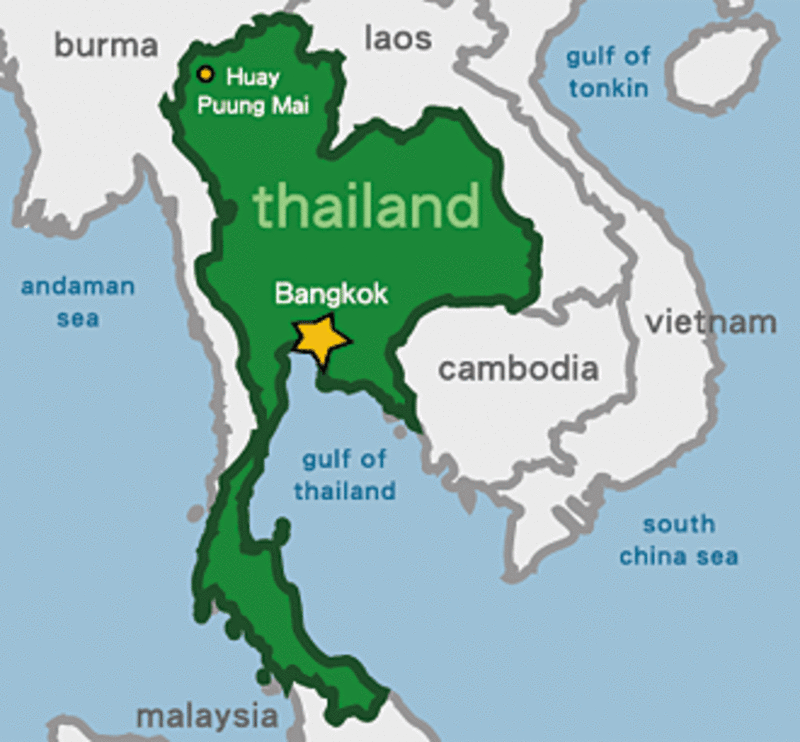 burma
laos
gulf of
tonkin
Huay
Puung Mai
thailand
andaman
sea
Bangkok
vietnam
cambodia
gulf of
thailand
south
china sea
malaysia